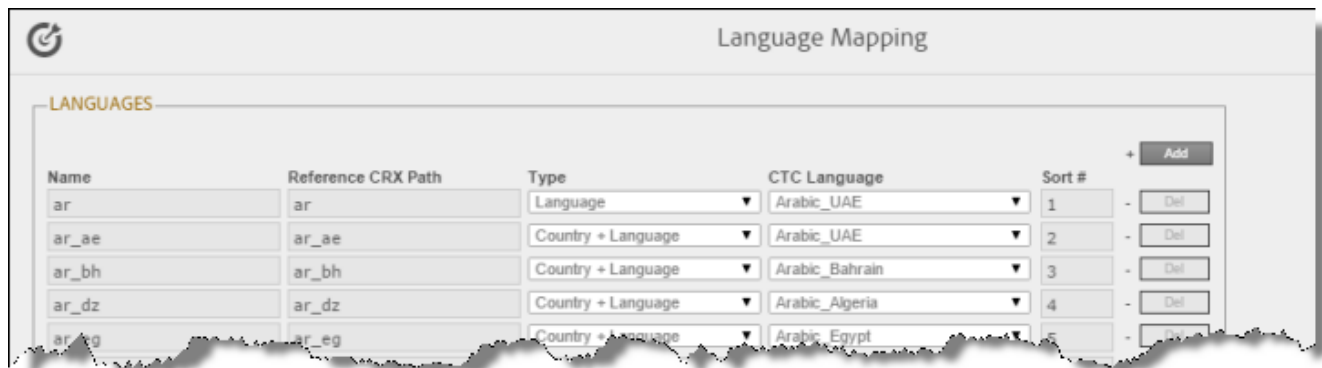 Language Mapping
LANGUAGES
+ Add
Name Reference CRX Path Type CTC Language Sort #
ar ar Language Arabic_UAE 1 - Del
ar_ae ar_ae Country + Language Arabic_UAE 2 - Del
ar_bh ar_bh Country + Language Arabic_Bahrain 3 - Del
ar_dz ar_dz Country + Language Arabic_Algeria 4 - Del
ar_eg ar_eg Country + Language Arabic_Egypt 5 - Del